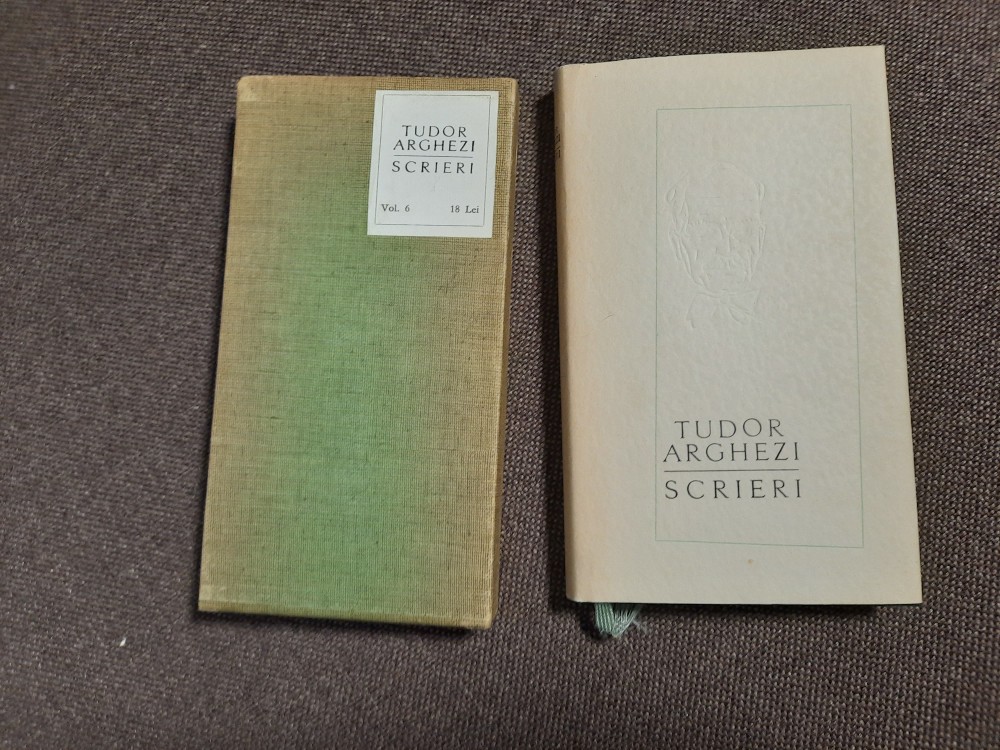 TUDOR
ARGHEZI
SCRIERI
Vol. 6 18 Lei
TUDOR
ARGHEZI
SCRIERI